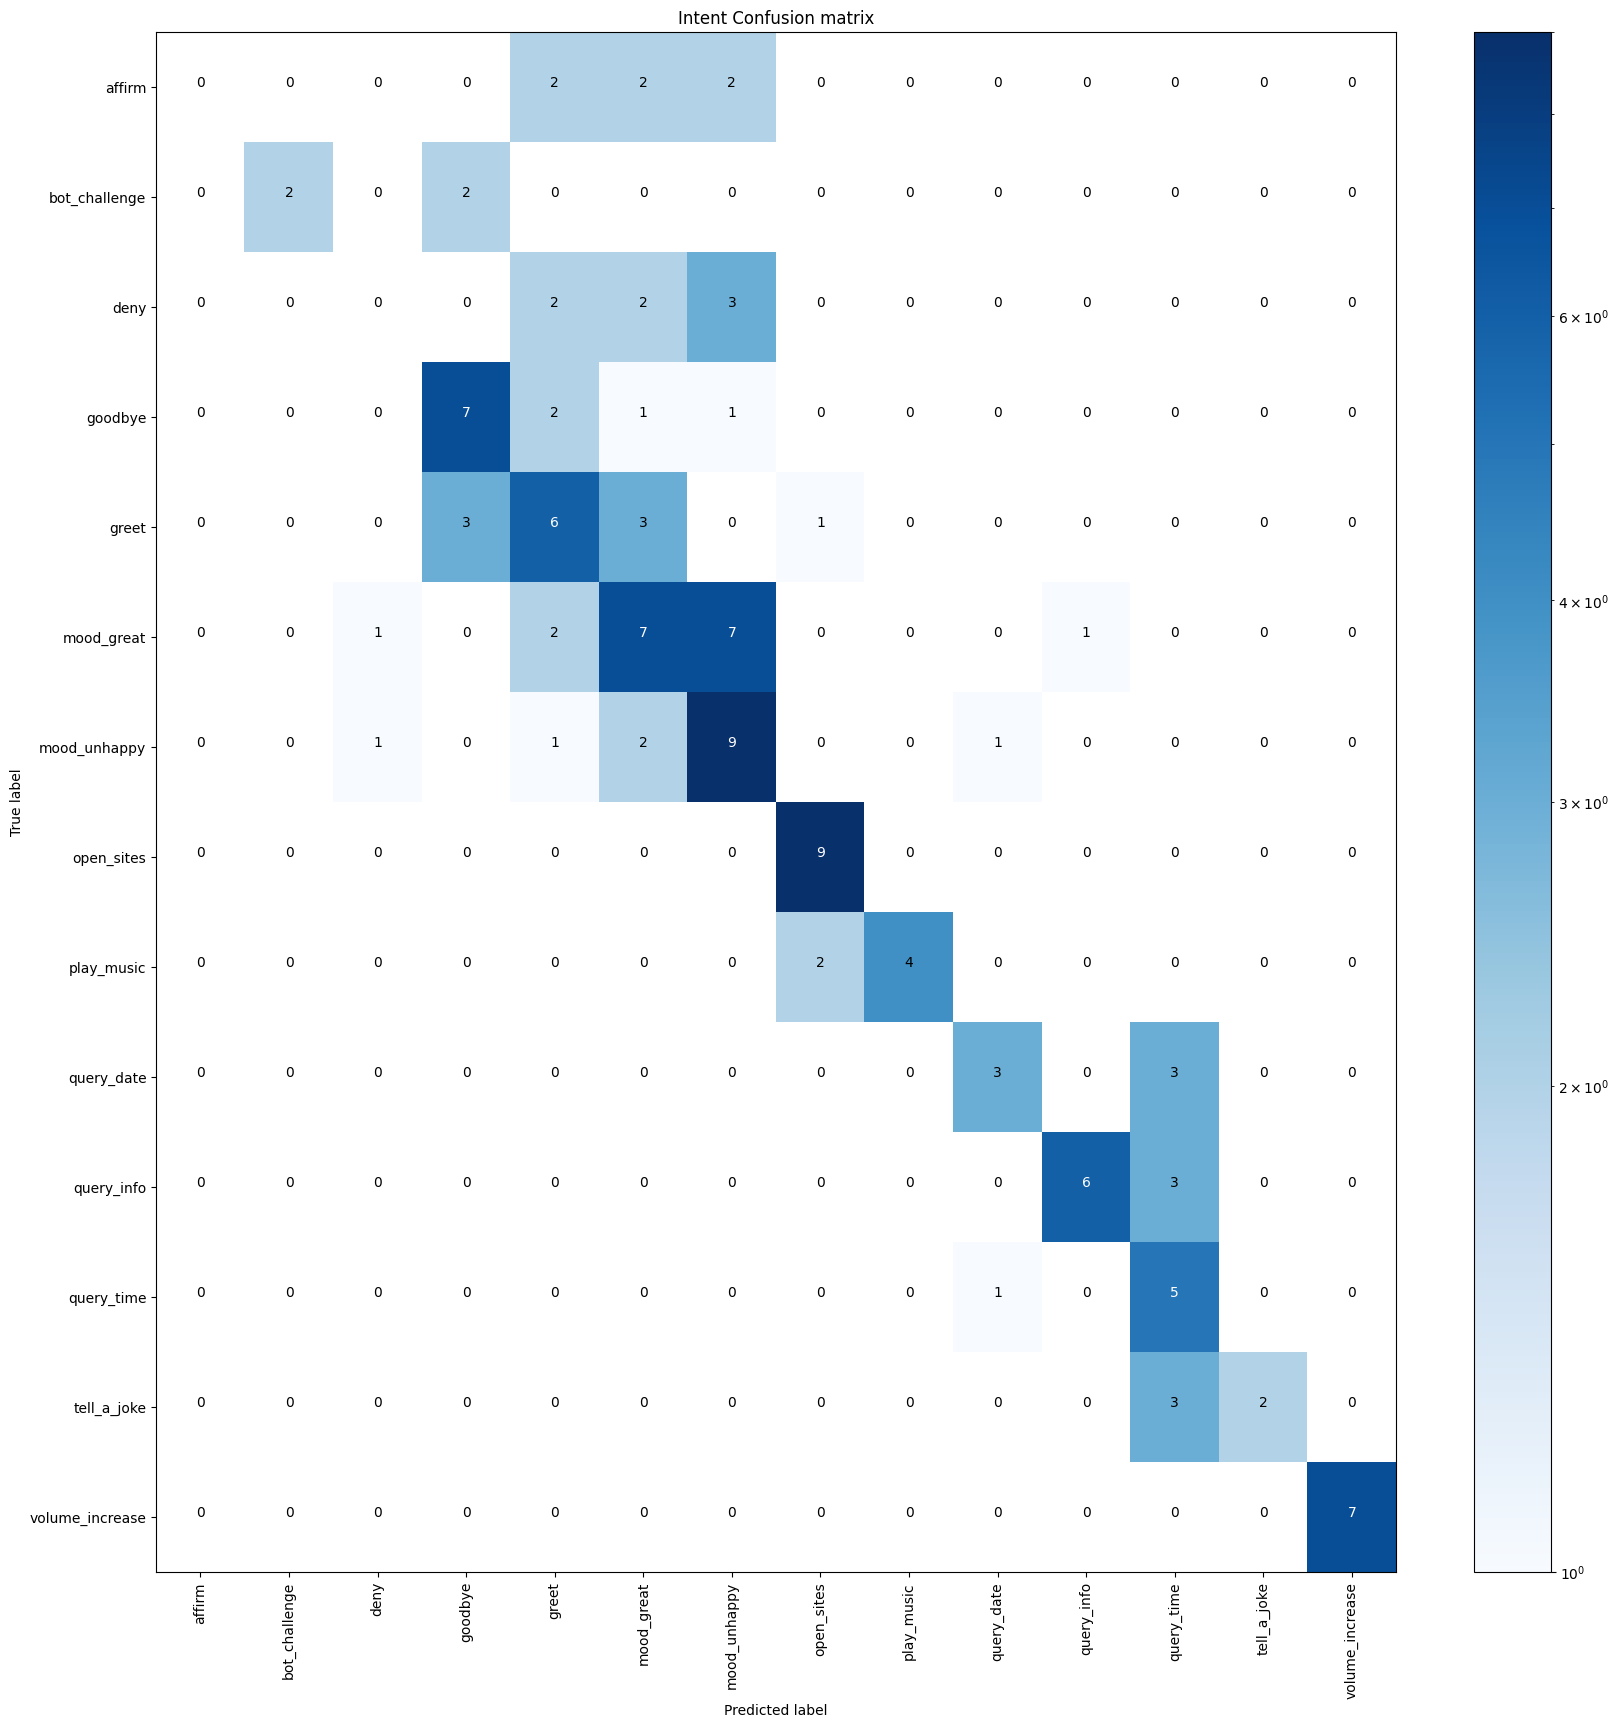 Intent Confusion matrix
affirm 0 0 0 0 2 2 2 0 0 0 0 0 0 0
bot_challenge 0 2 0 2 0 0 0 0 0 0 0 0 0 0
deny 0 0 0 0 2 2 3 0 0 0 0 0 0 0
goodbye 0 0 0 7 2 1 1 0 0 0 0 0 0 0
greet 0 0 0 3 6 3 0 1 0 0 0 0 0 0
mood_great 0 0 1 0 2 7 7 0 0 0 1 0 0 0
mood_unhappy 0 0 1 0 1 2 9 0 0 1 0 0 0 0
open_sites 0 0 0 0 0 0 0 9 0 0 0 0 0 0
play_music 0 0 0 0 0 0 0 2 4 0 0 0 0 0
query_date 0 0 0 0 0 0 0 0 0 3 0 3 0 0
query_info 0 0 0 0 0 0 0 0 0 0 6 3 0 0
query_time 0 0 0 0 0 0 0 0 0 1 0 5 0 0
tell_a_joke 0 0 0 0 0 0 0 0 0 0 0 3 2 0
volume_increase 0 0 0 0 0 0 0 0 0 0 0 0 0 7
True label
affirm
bot_challenge
deny
goodbye
greet
mood_great
mood_unhappy
open_sites
play_music
query_date
query_info
query_time
tell_a_joke
volume_increase
Predicted label
6 × 10⁰
4 × 10⁰
3 × 10⁰
2 × 10⁰
10⁰